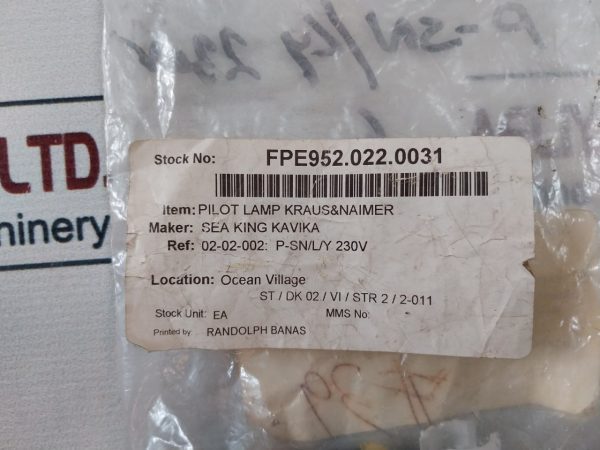 P-SN/L/Y 230V
LTD.
hinery
Stock No: FPE952.022.0031
Item: PILOT LAMP KRAUS&NAIMER
Maker: SEA KING KAVIKA
Ref: 02-02-002: P-SN/L/Y 230V
Location: Ocean Village
ST / DK 02 / VI / STR 2 / 2-011
Stock Unit: EA MMS No:
Printed by RANDOLPH BANAS